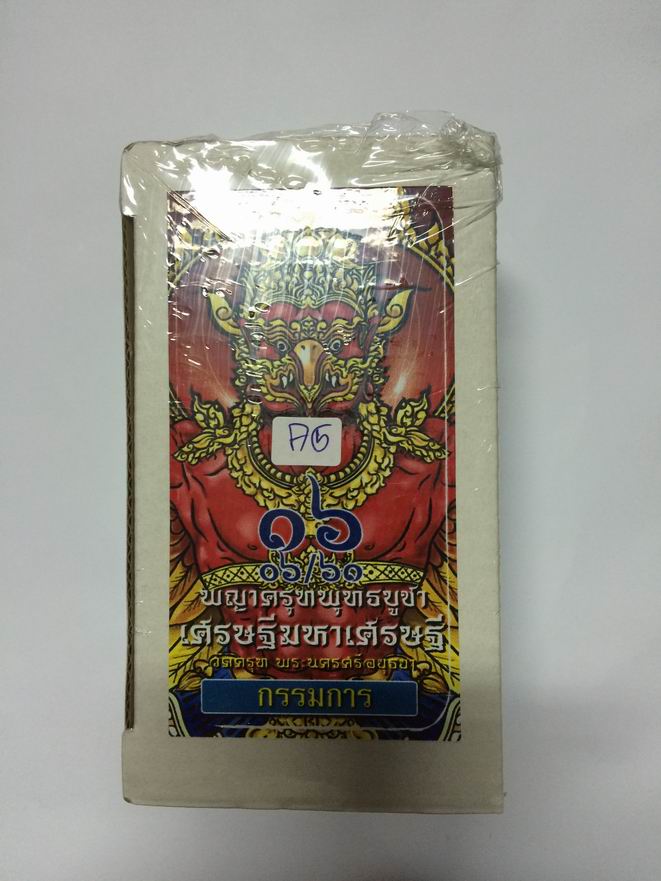 ๑๖
๐๖/๖๑
พญาครุฑพุทธบูชา
เศรษฐีมหาเศรษฐี
วัดครุฑ พระนครศรีอยุธยา
กรรมการ